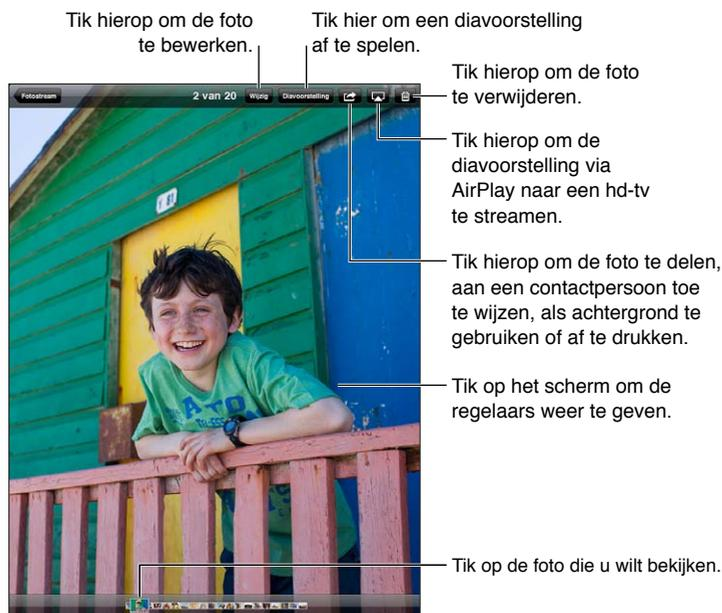 Tik hierop om de foto
te bewerken.
Tik hier om een diavoorstelling
af te spelen.
Tik hierop om de foto
te verwijderen.
Fotostream
2 van 20
Wijzig
Diavoorstelling
Tik hierop om de
diavoorstelling via
AirPlay naar een hd-tv
te streamen.
Tik hierop om de foto te delen,
aan een contactpersoon toe
te wijzen, als achtergrond te
gebruiken of af te drukken.
Tik op het scherm om de
regelaars weer te geven.
Tik op de foto die u wilt bekijken.